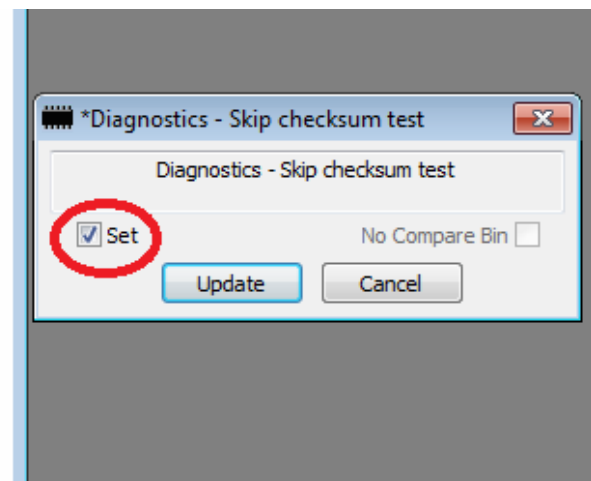 *Diagnostics - Skip checksum test
Diagnostics - Skip checksum test
Set No Compare Bin
Update Cancel